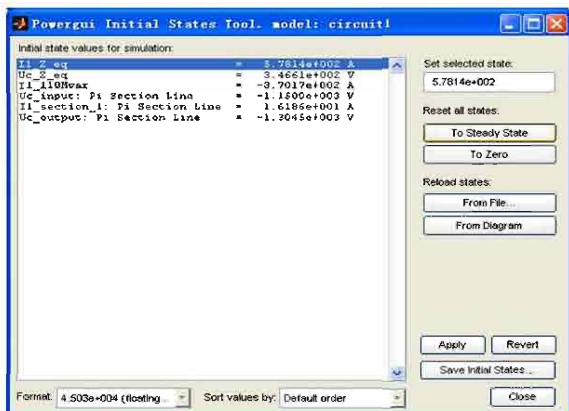 Powergui Initial States Tool. model: circuit1
Initial state values for simulation:
Il_Z_eq = 5.7814e+002 A
Uc_Z_eq = 3.4661e+002 V
Il_110Mvar = -3.7017e+002 A
Uc_input: Pi Section Line = -1.1500e+003 V
Il_section_1: Pi Section Line = 1.6186e+001 A
Uc_output: Pi Section Line = -1.3045e+003 V
Set selected state:
5.7814e+002
Reset all states:
To Steady State
To Zero
Reload states:
From File...
From Diagram
Apply Revert
Save Initial States...
Format: 4.503e+004 (floating... Sort values by: Default order Close